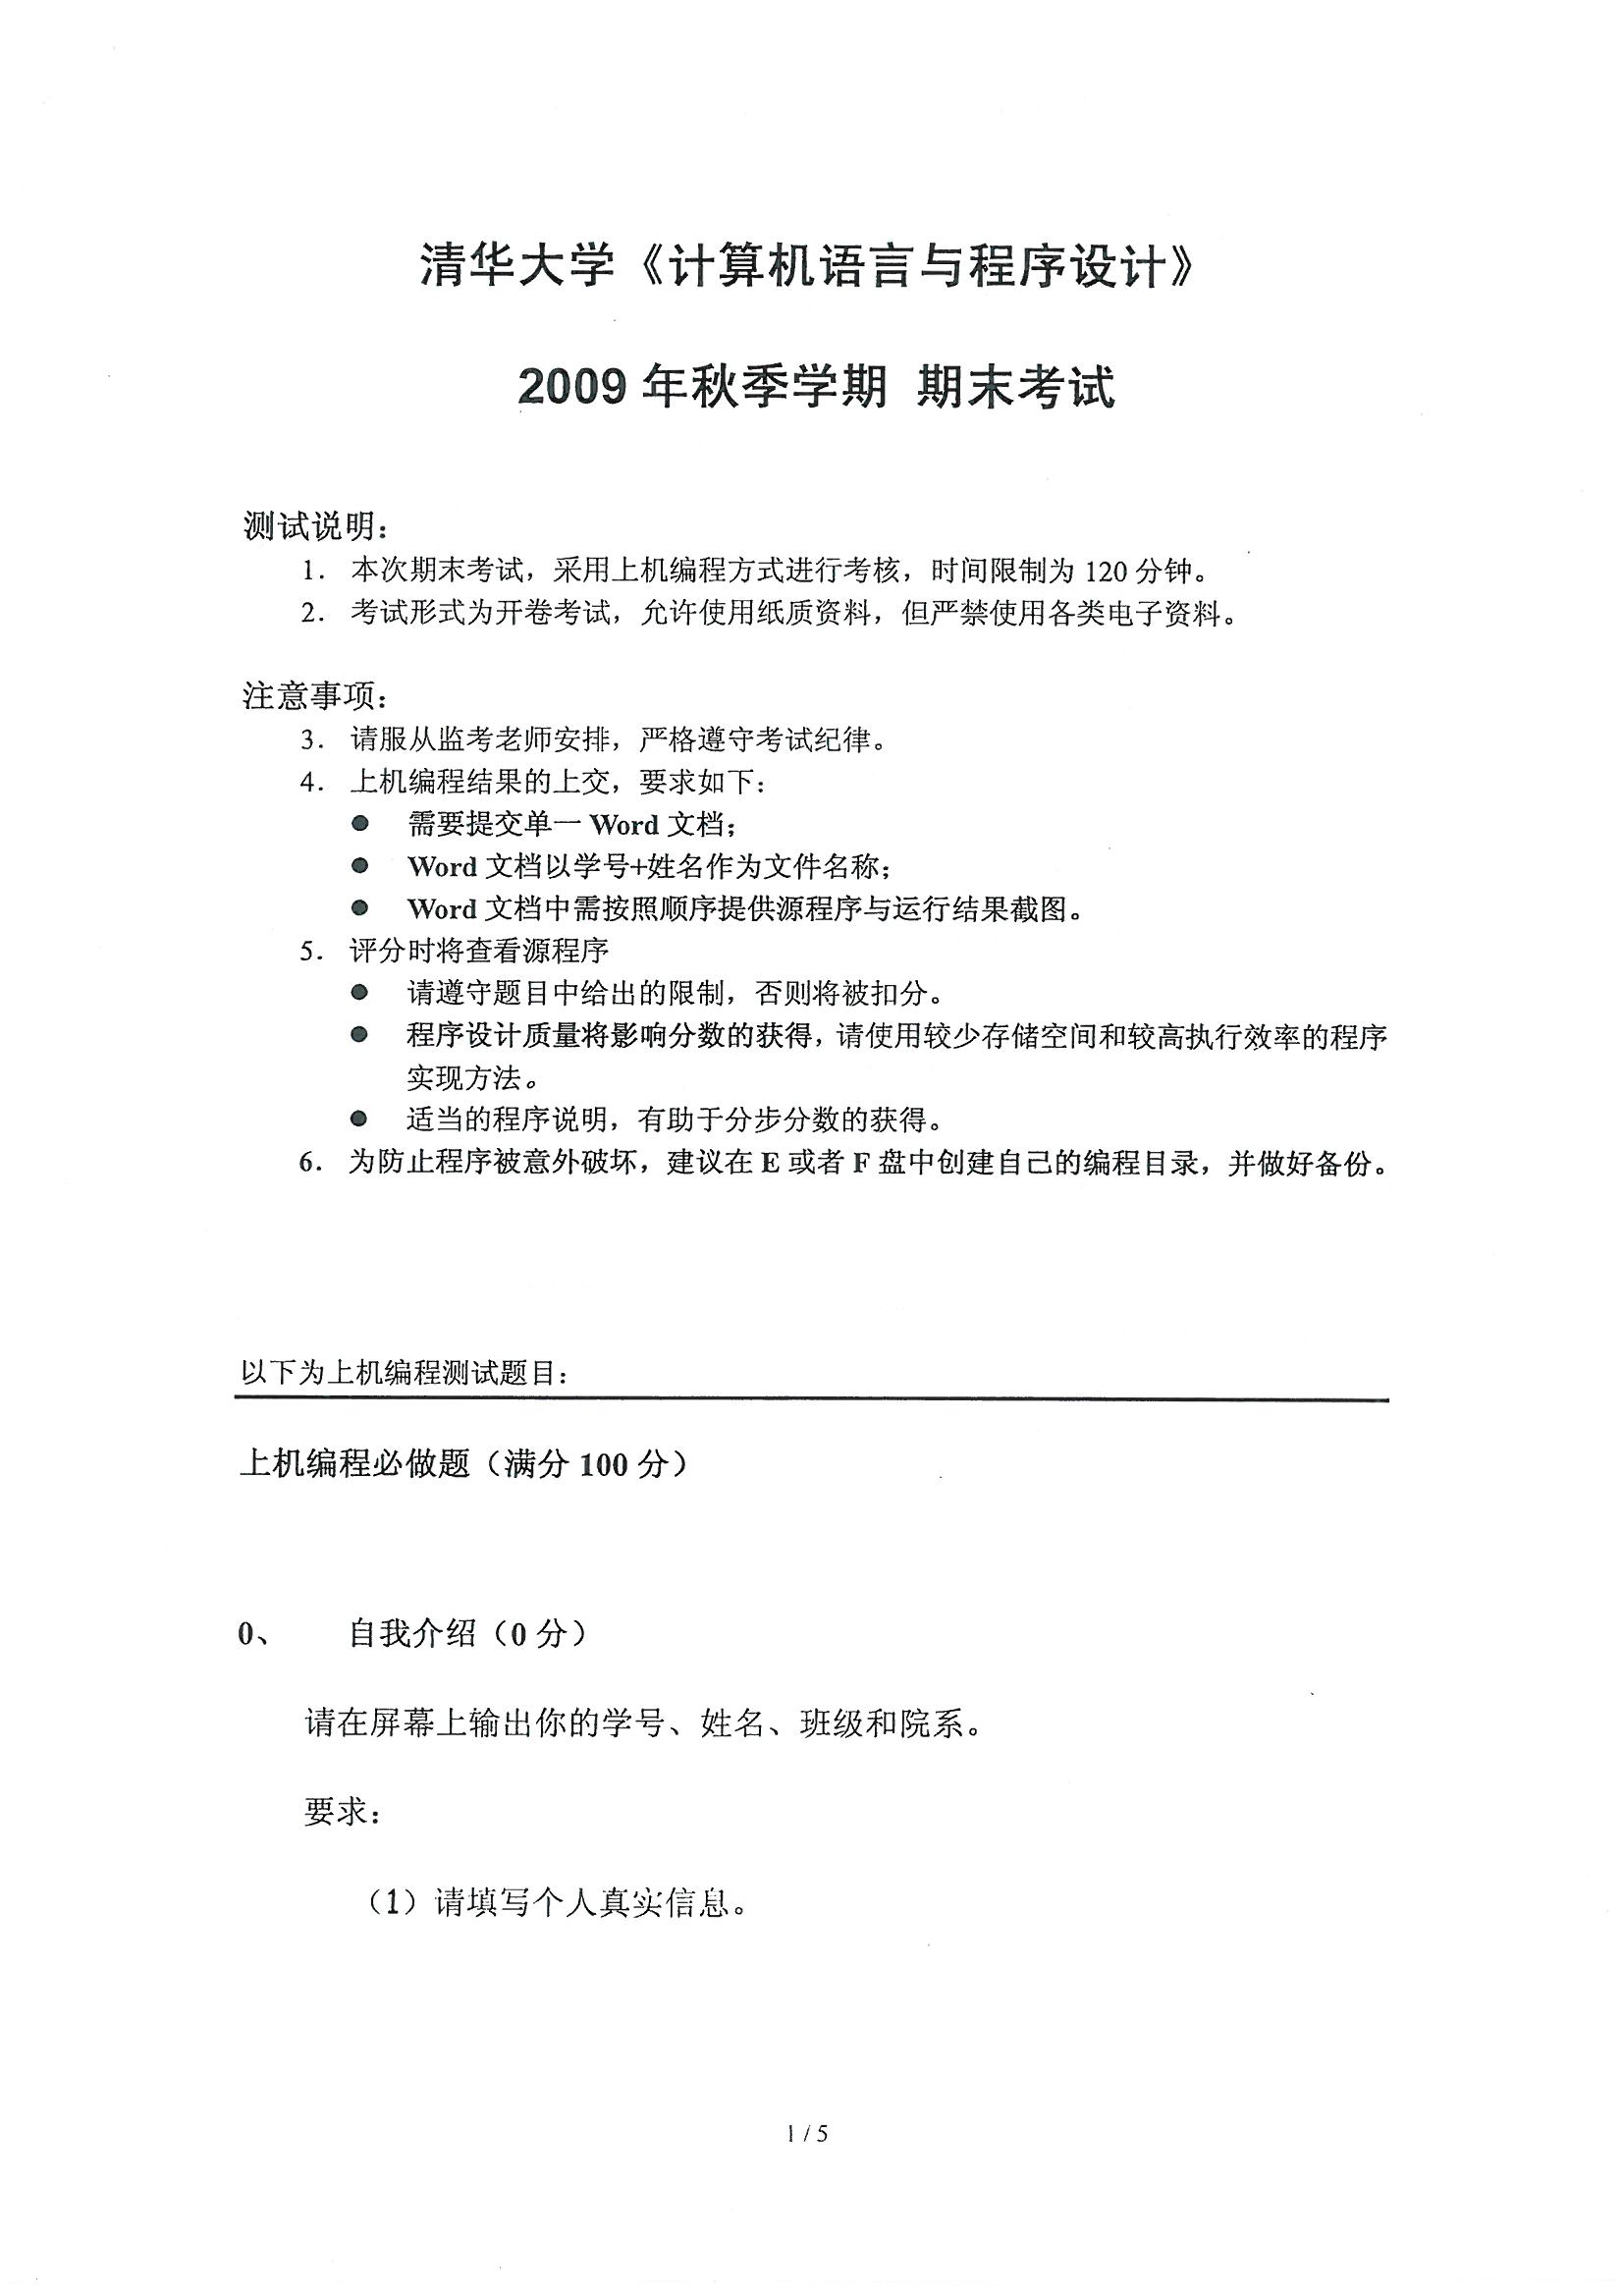 清华大学《计算机语言与程序设计》
2009 年秋季学期 期末考试
测试说明：
1. 本次期末考试，采用上机编程方式进行考核，时间限制为 120 分钟。
2. 考试形式为开卷考试，允许使用纸质资料，但严禁使用各类电子资料。
注意事项：
3. 请服从监考老师安排，严格遵守考试纪律。
4. 上机编程结果的上交，要求如下：
● 需要提交单一 Word 文档；
● Word 文档以学号+姓名作为文件名称；
● Word 文档中需按照顺序提供源程序与运行结果截图。
5. 评分时将查看源程序
● 请遵守题目中给出的限制，否则将被扣分。
● 程序设计质量将影响分数的获得，请使用较少存储空间和较高执行效率的程序
实现方法。
● 适当的程序说明，有助于分步分数的获得。
6. 为防止程序被意外破坏，建议在 E 或者 F 盘中创建自己的编程目录，并做好备份。
以下为上机编程测试题目：
上机编程必做题（满分 100 分）
0、 自我介绍（0 分）
请在屏幕上输出你的学号、姓名、班级和院系。
要求：
（1）请填写个人真实信息。
1 / 5